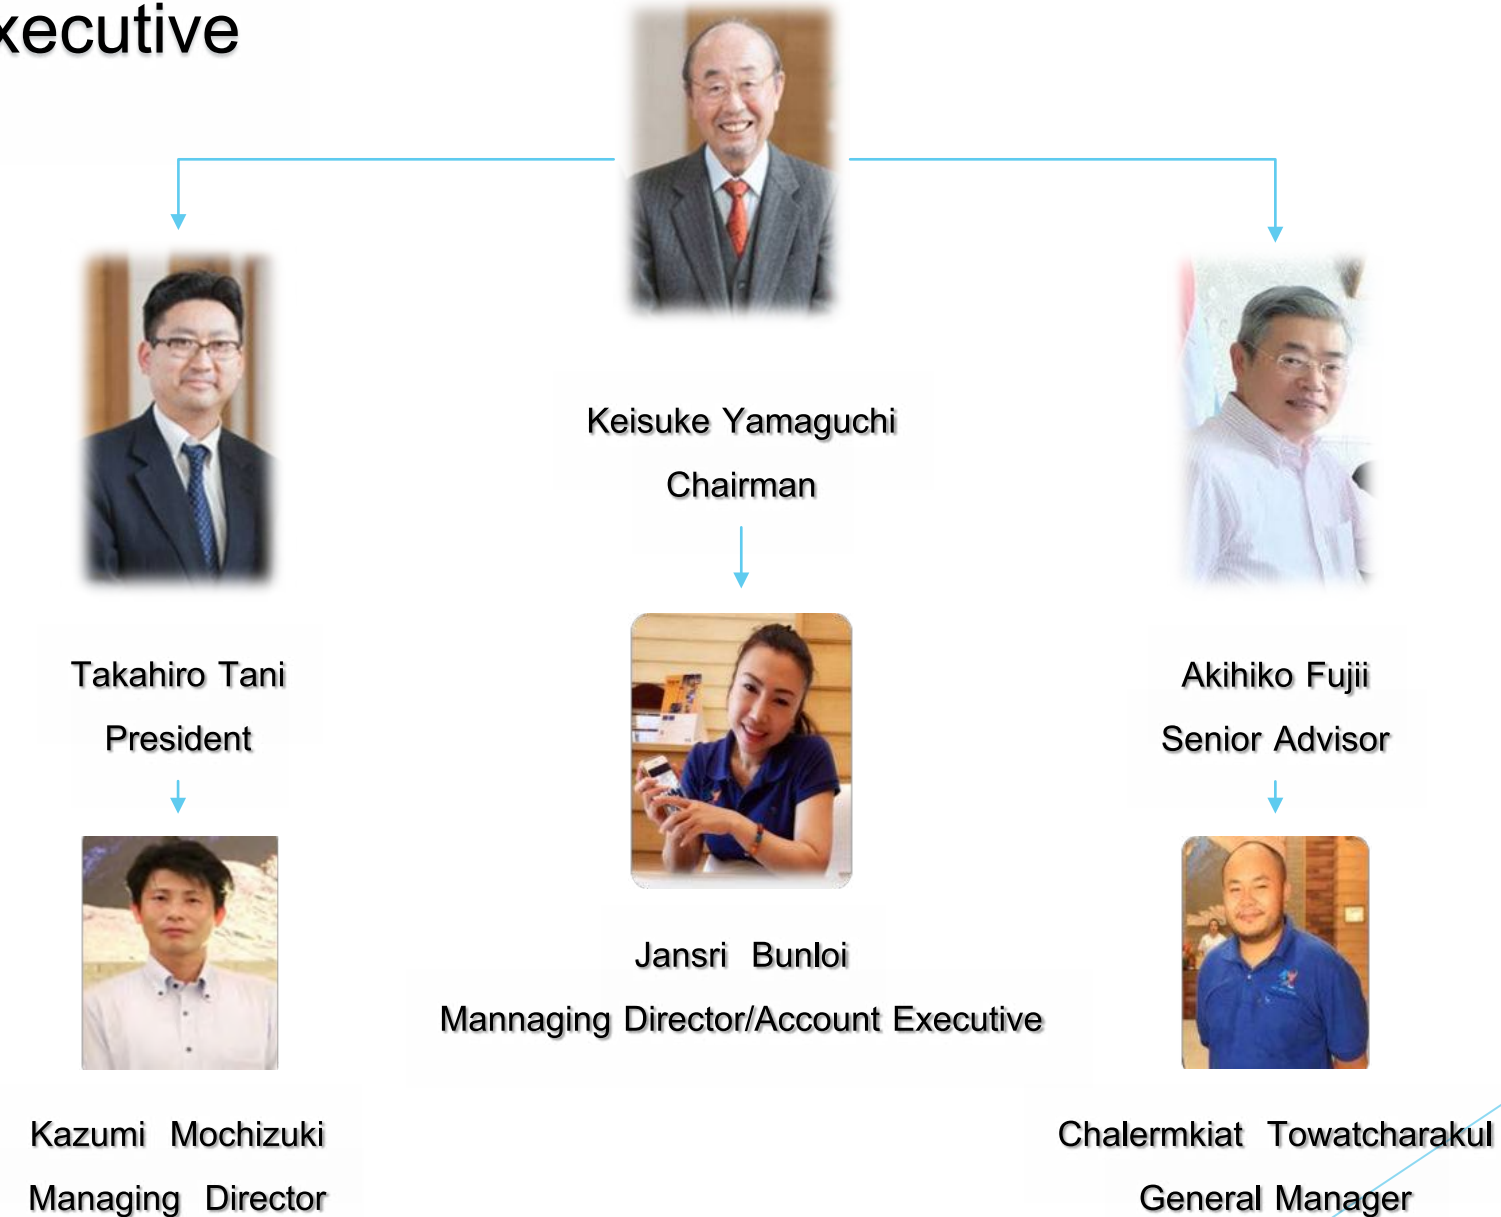 xecutive
Keisuke Yamaguchi
Chairman
Takahiro Tani
President
Akihiko Fujii
Senior Advisor
Jansri Bunloi
Mannaging Director/Account Executive
Kazumi Mochizuki
Managing Director
Chalermkiat Towatcharakul
General Manager